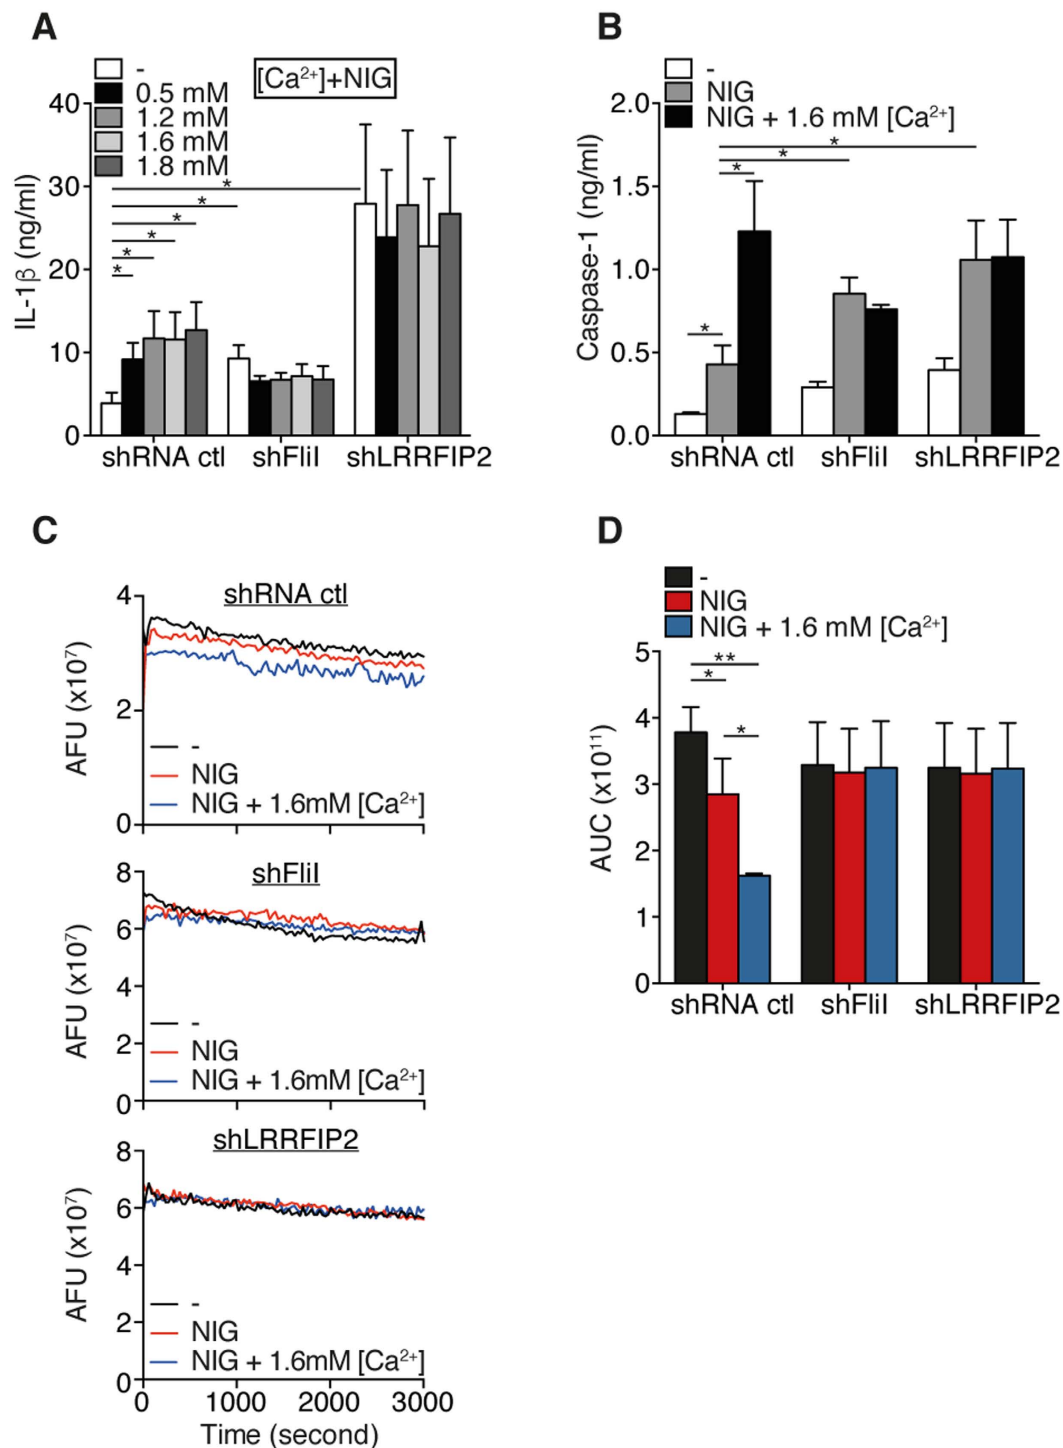 A
-
0.5 mM
1.2 mM
1.6 mM
1.8 mM
[Ca²⁺]+NIG
IL-1β (ng/ml)
40
30
20
10
0
*
*
*
*
*
*
shRNA ctl
shFliI
shLRRFIP2
B
-
NIG
NIG + 1.6 mM [Ca²⁺]
Caspase-1 (ng/ml)
2.0
1.5
1.0
0.5
0.0
*
*
*
*
shRNA ctl
shFliI
shLRRFIP2
C
shRNA ctl
AFU (x10⁷)
4
2
0
-
NIG
NIG + 1.6mM [Ca²⁺]
shFliI
AFU (x10⁷)
8
6
4
2
0
-
NIG
NIG + 1.6mM [Ca²⁺]
shLRRFIP2
AFU (x10⁷)
8
6
4
2
0
-
NIG
NIG + 1.6mM [Ca²⁺]
0 1000 2000 3000
Time (second)
D
-
NIG
NIG + 1.6 mM [Ca²⁺]
AUC (x10¹¹)
5
4
3
2
1
0
**
*
*
shRNA ctl
shFliI
shLRRFIP2